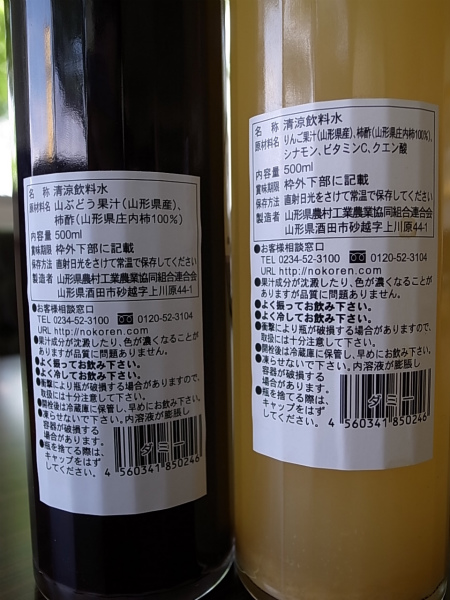 名　称 清涼飲料水
原材料名 山ぶどう果汁(山形県産)、
柿酢(山形県庄内柿100%)
内容量 500ml
賞味期限 枠外下部に記載
保存方法 直射日光をさけて常温で保存してください
製造者 山形県農村工業農業協同組合連合会
山形県酒田市砂越字上川原44-1
●お客様相談窓口
TEL 0234-52-3100 0120-52-3104
URL http://nokoren.com/
●果汁成分が沈澱したり、色が濃くなることが
ありますが品質に問題ありません。
●よく振ってお飲み下さい。
●よく冷してお飲み下さい。
●衝撃により瓶が破損する場合がありますので、
取扱には十分注意して下さい。
●開栓後は冷蔵庫に保管し、早めにお飲み下さい。
●凍らせないで下さい。内溶液が膨脹し
容器が破損する
場合があります。
●瓶を捨てる際は、
キャップをはず
してください。
ダミー
4 560341 850246
名　称 清涼飲料水
原材料名 りんご果汁(山形県産)、柿酢(山形県庄内柿100%)、
シナモン、ビタミンC、クエン酸
内容量 500ml
賞味期限 枠外下部に記載
保存方法 直射日光をさけて常温で保存してください
製造者 山形県農村工業農業協同組合連合会
山形県酒田市砂越字上川原44-1
●お客様相談窓口
TEL 0234-52-3100 0120-52-3104
URL http://nokoren.com/
●果汁成分が沈澱したり、色が濃くなることが
ありますが品質に問題ありません。
●よく振ってお飲み下さい。
●よく冷してお飲み下さい。
●衝撃により瓶が破損する場合がありますので、
取扱には十分注意して下さい。
●開栓後は冷蔵庫に保管し、早めにお飲み下さい。
●凍らせないで下さい。内溶液が膨脹し
容器が破損する
場合があります。
●瓶を捨てる際は、
キャップをはず
してください。
ダミー
4 560341 850246